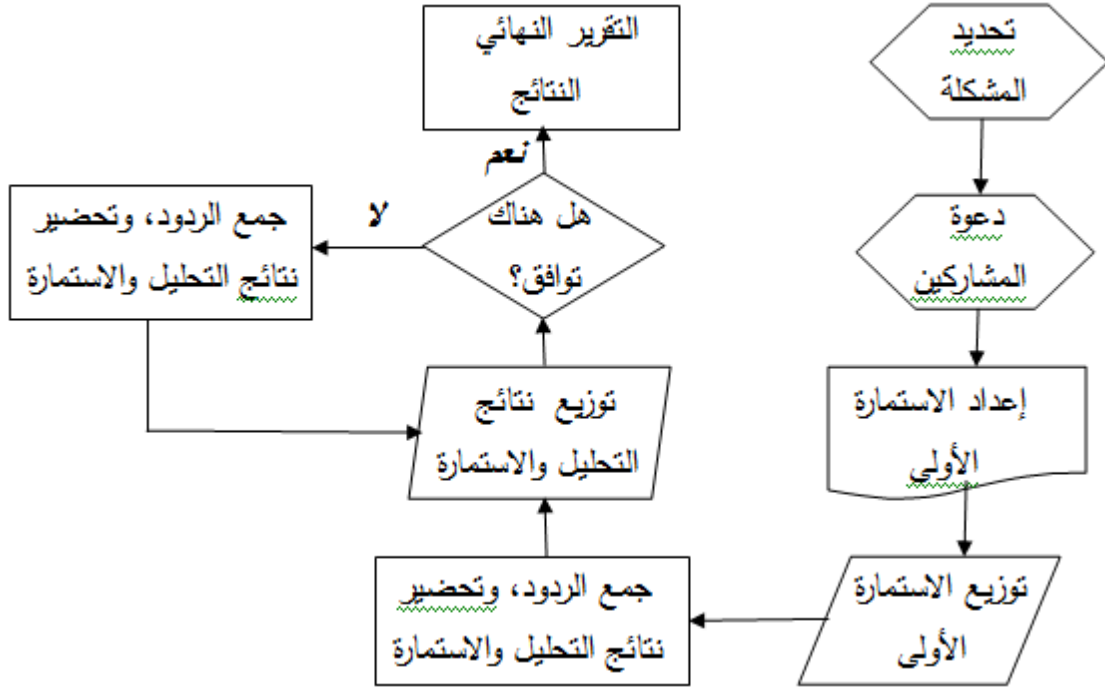 تحديد
المشكلة
دعوة
المشاركين
إعداد الاستمارة
الأولى
توزيع الاستمارة
الأولى
جمع الردود، وتحضير
نتائج التحليل والاستمارة
توزيع نتائج
التحليل والاستمارة
هل هناك
توافق؟
لا
جمع الردود، وتحضير
نتائج التحليل والاستمارة
نعم
التقرير النهائي
النتائج